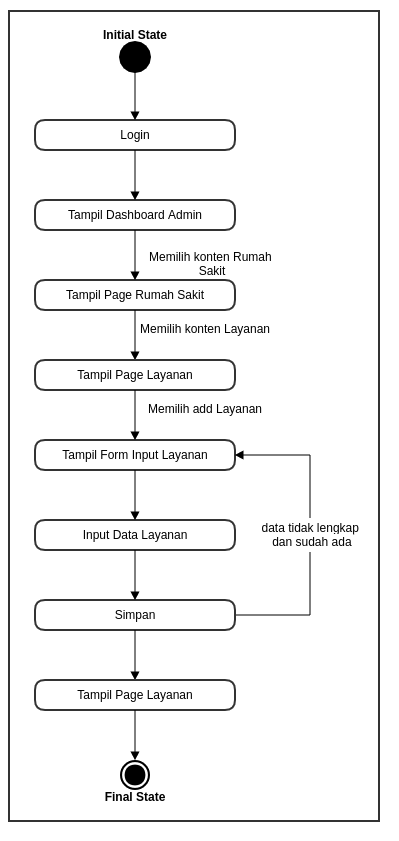 Initial State
Login
Tampil Dashboard Admin
Memilih konten Rumah
Sakit
Tampil Page Rumah Sakit
Memilih konten Layanan
Tampil Page Layanan
Memilih add Layanan
Tampil Form Input Layanan
data tidak lengkap
dan sudah ada
Input Data Layanan
Simpan
Tampil Page Layanan
Final State